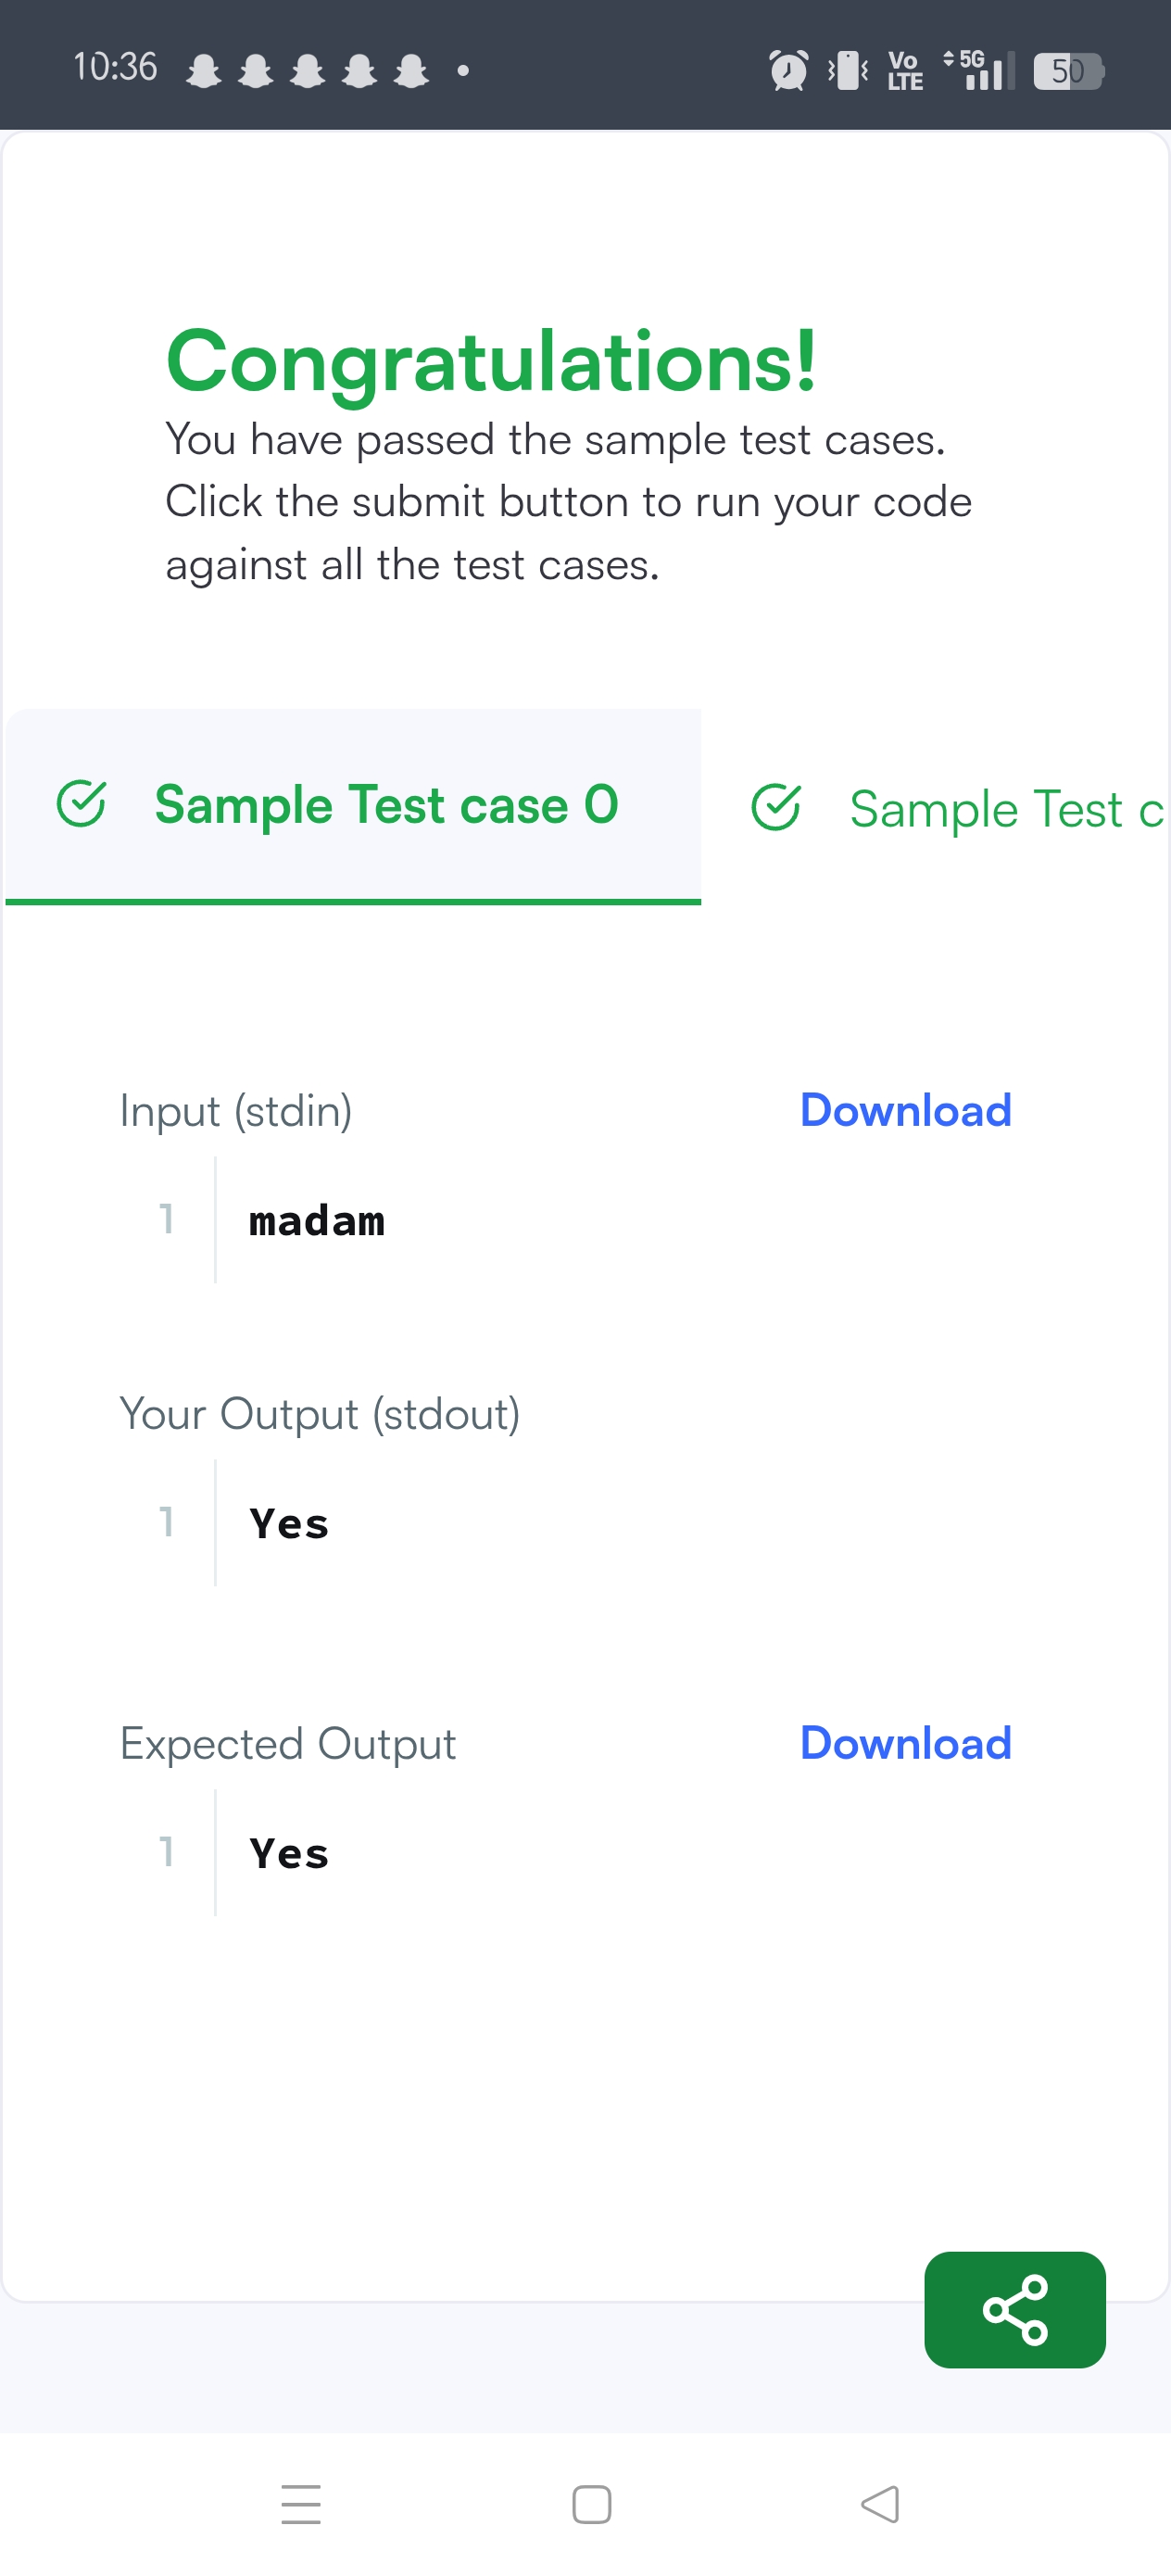 10:36 Vo LTE 5G 50
Congratulations!
You have passed the sample test cases.
Click the submit button to run your code
against all the test cases.
Sample Test case 0 Sample Test c
Input (stdin) Download
1 madam
Your Output (stdout)
1 Yes
Expected Output Download
1 Yes